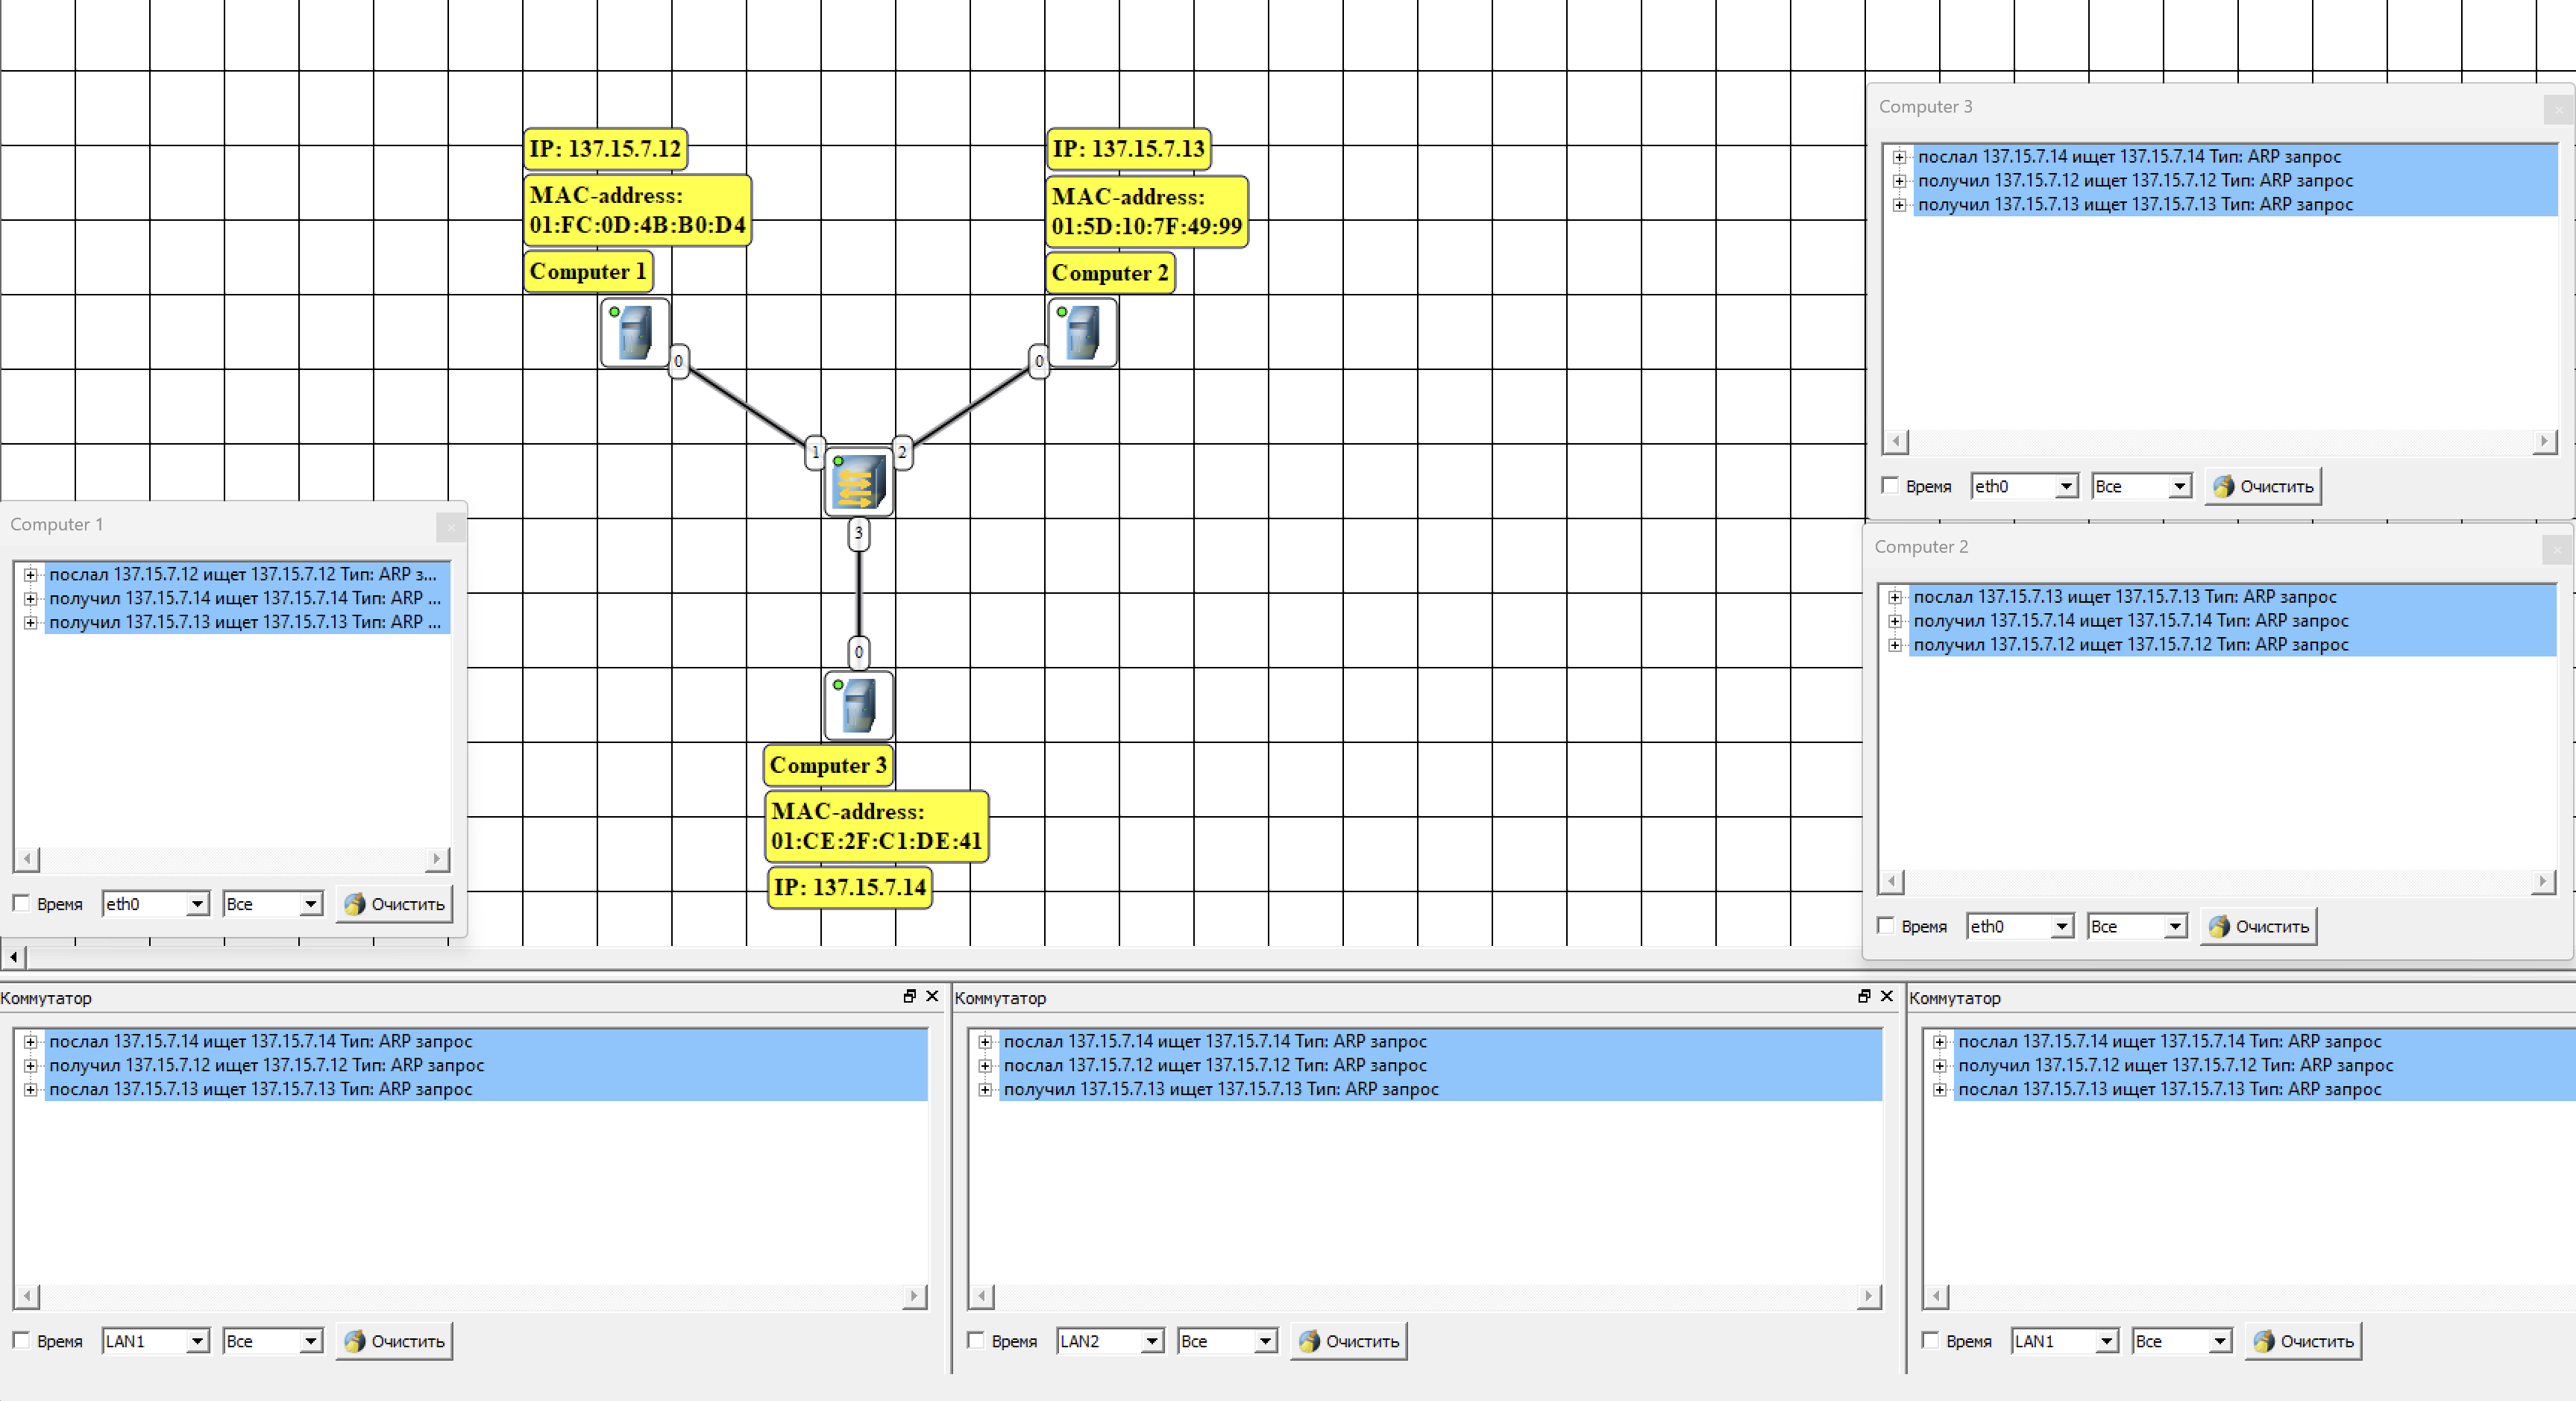 IP: 137.15.7.12
MAC-address:
01:FC:0D:4B:B0:D4
Computer 1
0
IP: 137.15.7.13
MAC-address:
01:5D:10:7F:49:99
Computer 2
0
1
2
3
0
Computer 3
MAC-address:
01:CE:2F:C1:DE:41
IP: 137.15.7.14
Computer 3
послал 137.15.7.14 ищет 137.15.7.14 Тип: ARP запрос
получил 137.15.7.12 ищет 137.15.7.12 Тип: ARP запрос
получил 137.15.7.13 ищет 137.15.7.13 Тип: ARP запрос
Время eth0 Все Очистить
Computer 1
послал 137.15.7.12 ищет 137.15.7.12 Тип: ARP з...
получил 137.15.7.14 ищет 137.15.7.14 Тип: ARP ...
получил 137.15.7.13 ищет 137.15.7.13 Тип: ARP ...
Время eth0 Все Очистить
Computer 2
послал 137.15.7.13 ищет 137.15.7.13 Тип: ARP запрос
получил 137.15.7.14 ищет 137.15.7.14 Тип: ARP запрос
получил 137.15.7.12 ищет 137.15.7.12 Тип: ARP запрос
Время eth0 Все Очистить
Коммутатор
послал 137.15.7.14 ищет 137.15.7.14 Тип: ARP запрос
получил 137.15.7.12 ищет 137.15.7.12 Тип: ARP запрос
послал 137.15.7.13 ищет 137.15.7.13 Тип: ARP запрос
Время LAN1 Все Очистить
Коммутатор
послал 137.15.7.14 ищет 137.15.7.14 Тип: ARP запрос
послал 137.15.7.12 ищет 137.15.7.12 Тип: ARP запрос
получил 137.15.7.13 ищет 137.15.7.13 Тип: ARP запрос
Время LAN2 Все Очистить
Коммутатор
послал 137.15.7.14 ищет 137.15.7.14 Тип: ARP запрос
получил 137.15.7.12 ищет 137.15.7.12 Тип: ARP запрос
послал 137.15.7.13 ищет 137.15.7.13 Тип: ARP запрос
Время LAN1 Все Очистить